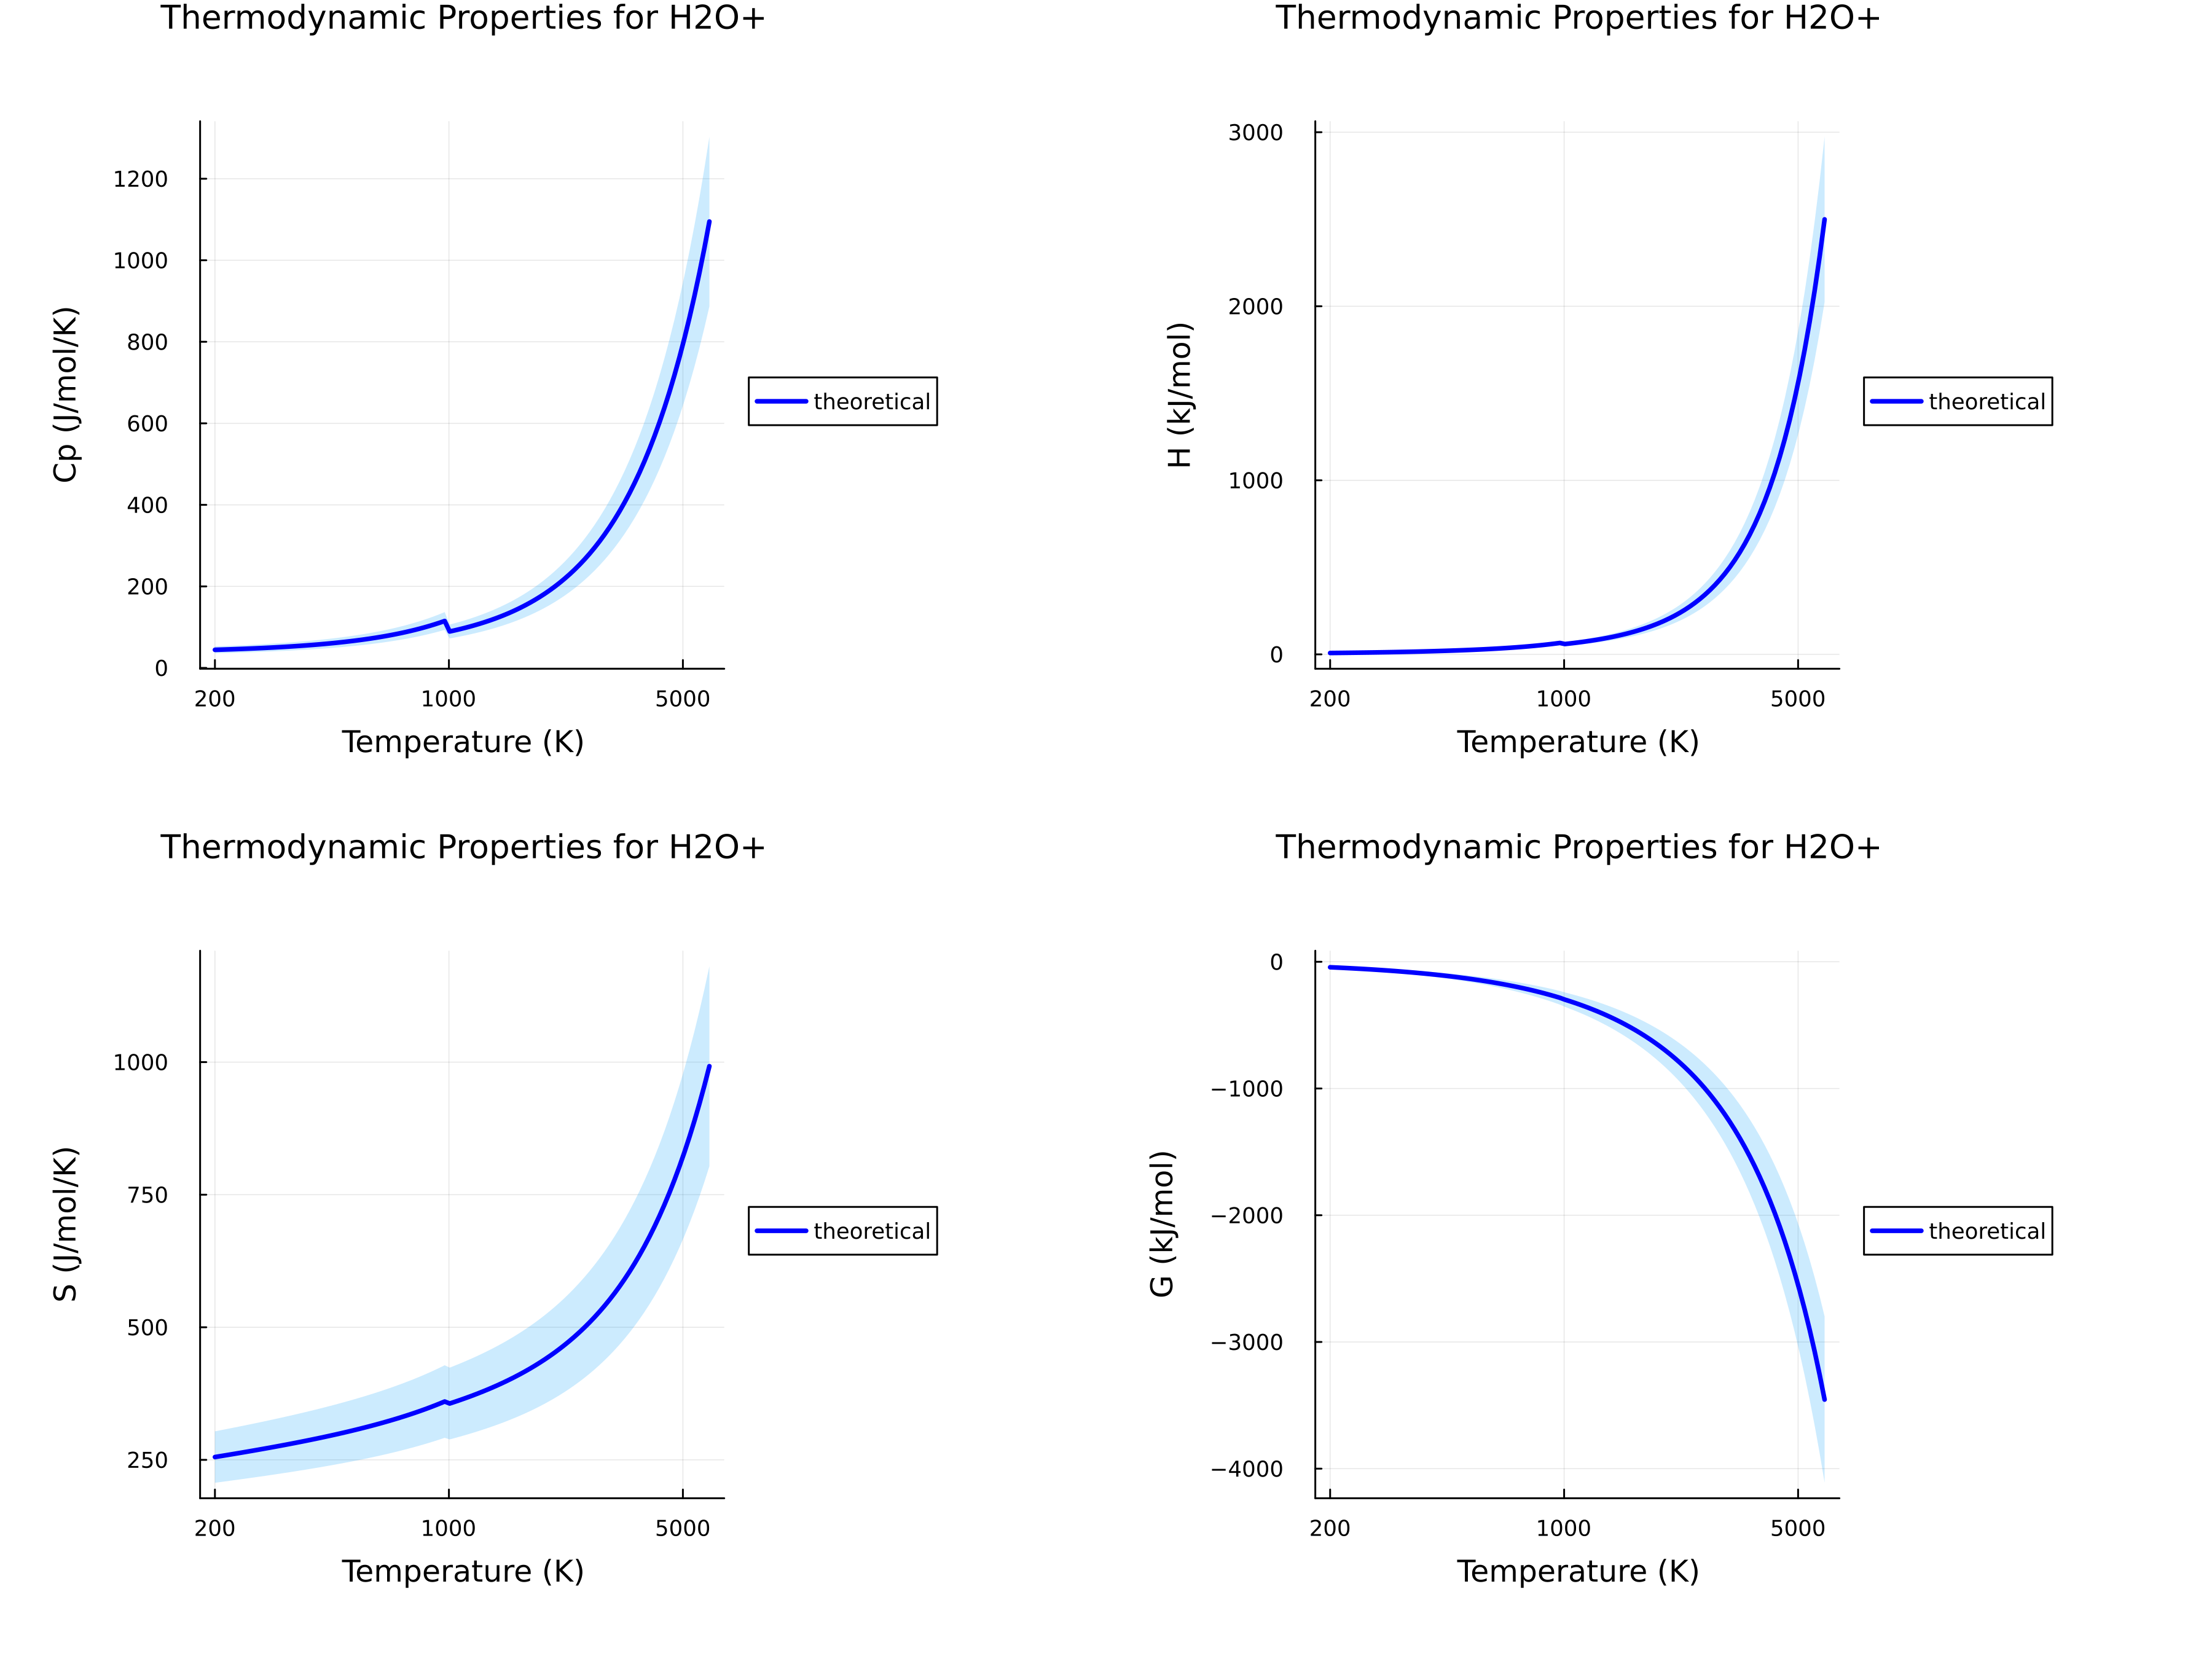 Thermodynamic Properties for H2O+
Cp (J/mol/K)
1200
1000
800
600
400
200
0
200 1000 5000
Temperature (K)
theoretical
Thermodynamic Properties for H2O+
H (kJ/mol)
3000
2000
1000
0
200 1000 5000
Temperature (K)
theoretical
Thermodynamic Properties for H2O+
S (J/mol/K)
1000
750
500
250
200 1000 5000
Temperature (K)
theoretical
Thermodynamic Properties for H2O+
G (kJ/mol)
0
−1000
−2000
−3000
−4000
200 1000 5000
Temperature (K)
theoretical